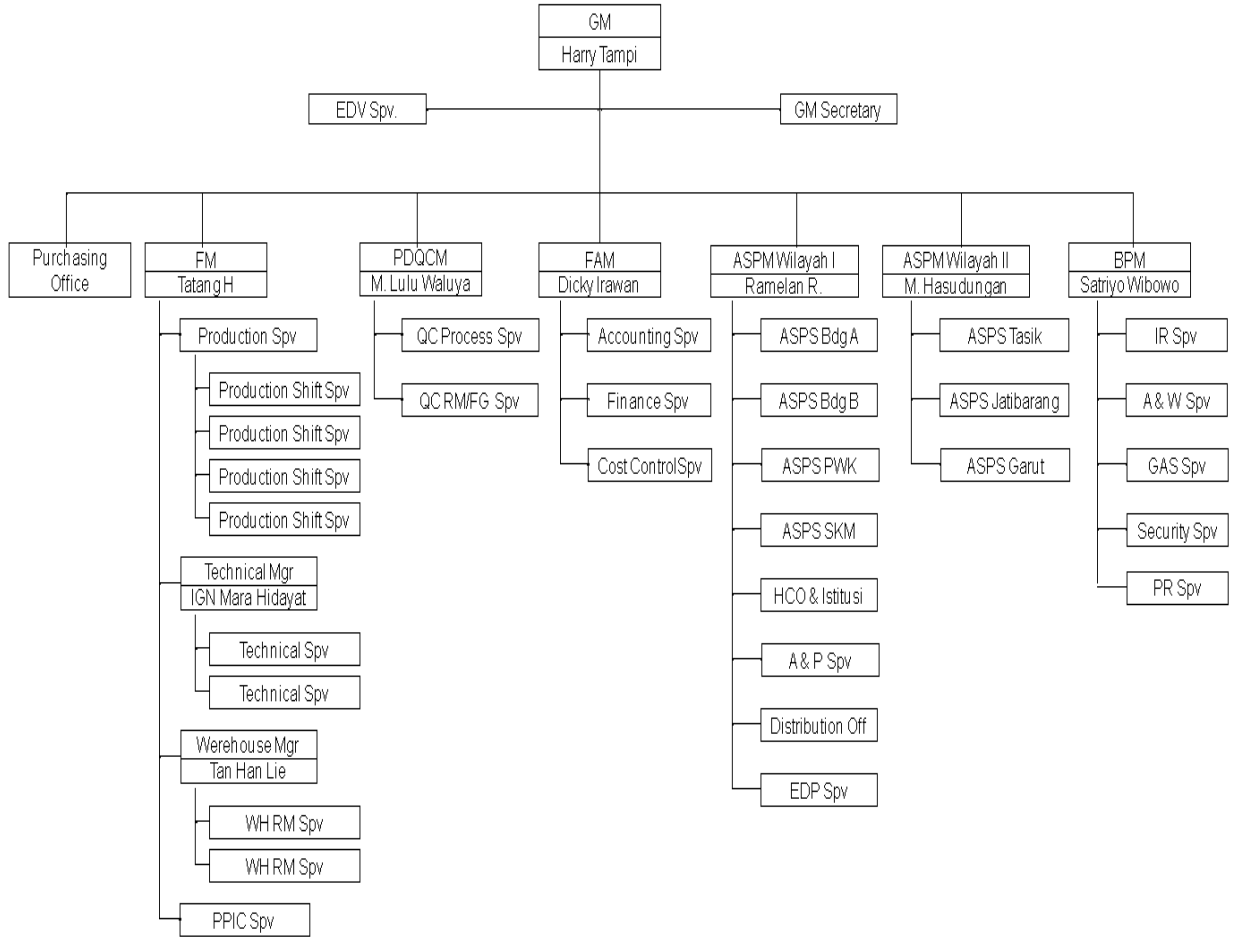 GM
Harry Tampi
EDV Spv.
GM Secretary
Purchasing
Office
FM
Tatang H
Production Spv
Production Shift Spv
Production Shift Spv
Production Shift Spv
Production Shift Spv
Technical Mgr
IGN Mara Hidayat
Technical Spv
Technical Spv
Werehouse Mgr
Tan Han Lie
WH RM Spv
WH RM Spv
PPIC Spv
PDQCM
M. Lulu Waluya
QC Process Spv
QC RM/FG Spv
FAM
Dicky Irawan
Accounting Spv
Finance Spv
Cost Control Spv
ASPM Wilayah I
Ramelan R.
ASPS Bdg A
ASPS Bdg B
ASPS PWK
ASPS SKM
HCO & Istitusi
A & P Spv
Distribution Off
EDP Spv
ASPM Wilayah II
M. Hasudungan
ASPS Tasik
ASPS Jatibarang
ASPS Garut
BPM
Satriyo Wibowo
IR Spv
A & W Spv
GAS Spv
Security Spv
PR Spv